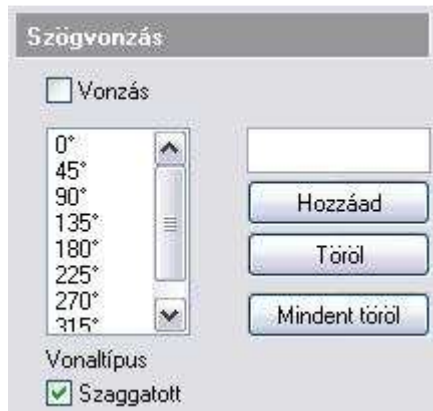 Szögvonzás
Vonzás
0°
45°
90°
135°
180°
225°
270°
315°
Hozzáad
Töröl
Mindent töröl
Vonaltípus
Szaggatott